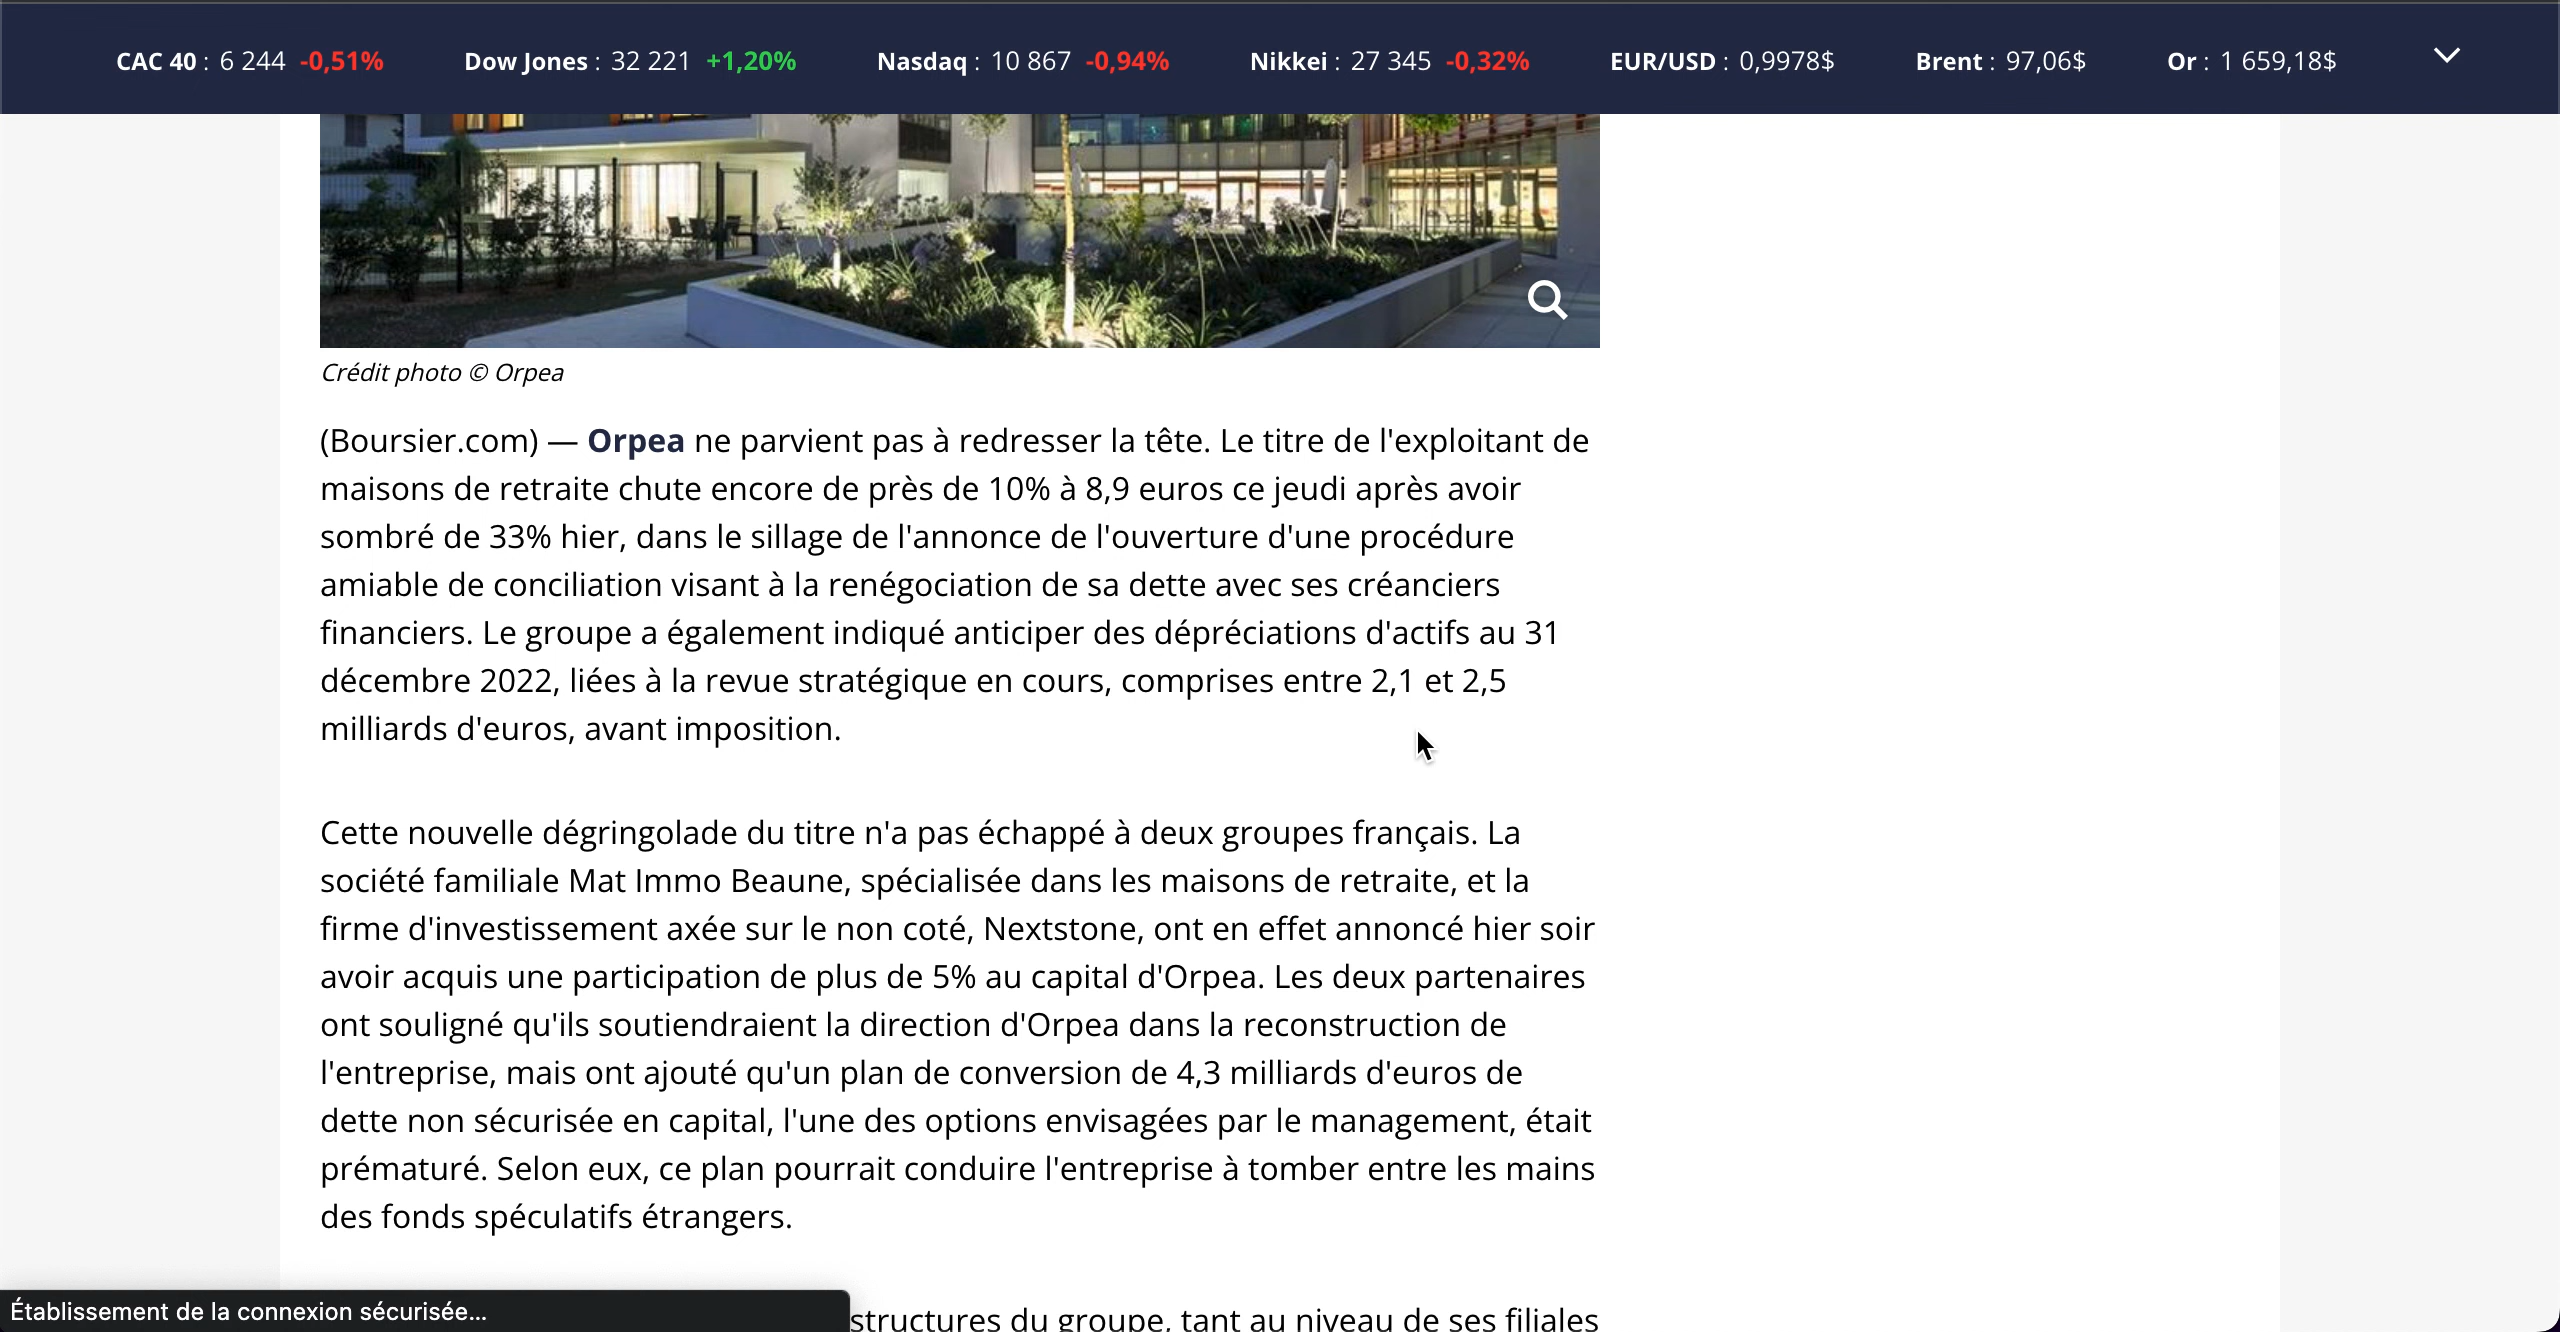 CAC 40 : 6 244 -0,51% Dow Jones : 32 221 +1,20% Nasdaq : 10 867 -0,94% Nikkei : 27 345 -0,32% EUR/USD : 0,9978$ Brent : 97,06$ Or : 1 659,18$
Crédit photo © Orpea
(Boursier.com) — Orpea ne parvient pas à redresser la tête. Le titre de l'exploitant de
maisons de retraite chute encore de près de 10% à 8,9 euros ce jeudi après avoir
sombré de 33% hier, dans le sillage de l'annonce de l'ouverture d'une procédure
amiable de conciliation visant à la renégociation de sa dette avec ses créanciers
financiers. Le groupe a également indiqué anticiper des dépréciations d'actifs au 31
décembre 2022, liées à la revue stratégique en cours, comprises entre 2,1 et 2,5
milliards d'euros, avant imposition.
Cette nouvelle dégringolade du titre n'a pas échappé à deux groupes français. La
société familiale Mat Immo Beaune, spécialisée dans les maisons de retraite, et la
firme d'investissement axée sur le non coté, Nextstone, ont en effet annoncé hier soir
avoir acquis une participation de plus de 5% au capital d'Orpea. Les deux partenaires
ont souligné qu'ils soutiendraient la direction d'Orpea dans la reconstruction de
l'entreprise, mais ont ajouté qu'un plan de conversion de 4,3 milliards d'euros de
dette non sécurisée en capital, l'une des options envisagées par le management, était
prématuré. Selon eux, ce plan pourrait conduire l'entreprise à tomber entre les mains
des fonds spéculatifs étrangers.
structures du groupe, tant au niveau de ses filiales
Établissement de la connexion sécurisée...